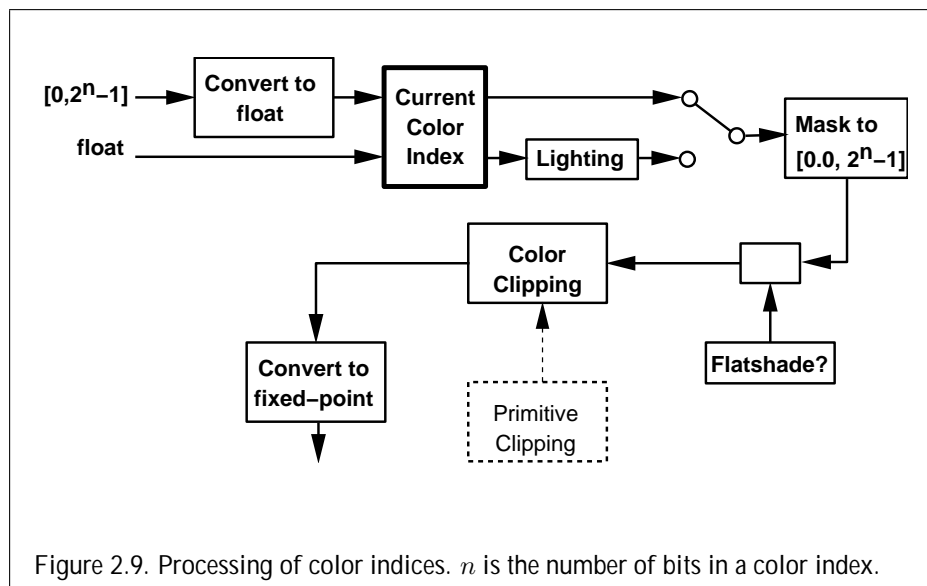 [0,2ⁿ–1]
Convert to
float
float
Current
Color
Index
Lighting
Mask to
[0.0, 2ⁿ–1]
Color
Clipping
Flatshade?
Convert to
fixed–point
Primitive
Clipping
Figure 2.9. Processing of color indices. n is the number of bits in a color index.